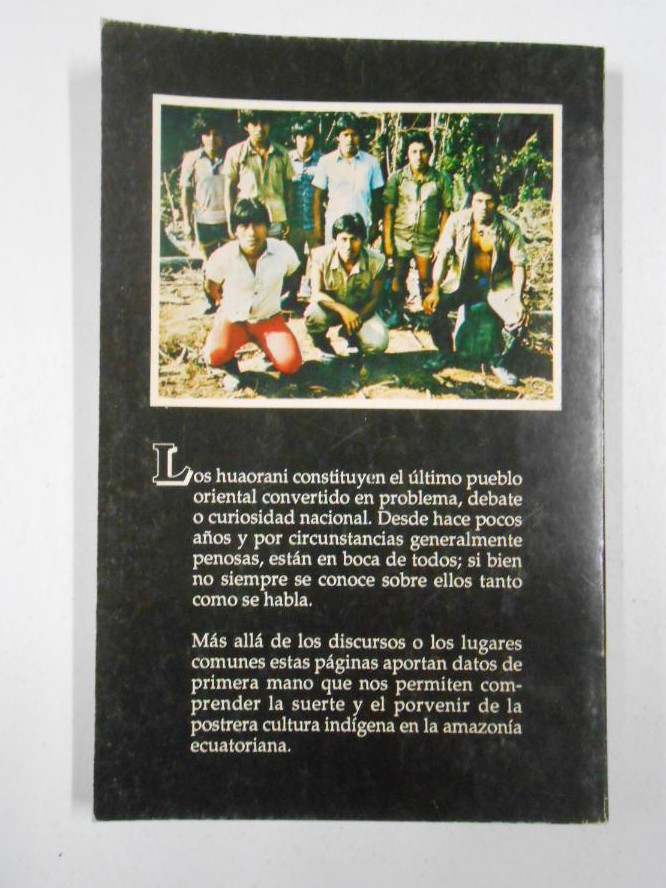 Los huaorani constituyen el último pueblo
oriental convertido en problema, debate
o curiosidad nacional. Desde hace pocos
años y por circunstancias generalmente
penosas, están en boca de todos; si bien
no siempre se conoce sobre ellos tanto
como se habla.
Más allá de los discursos o los lugares
comunes estas páginas aportan datos de
primera mano que nos permiten com-
prender la suerte y el porvenir de la
postrera cultura indígena en la amazonía
ecuatoriana.